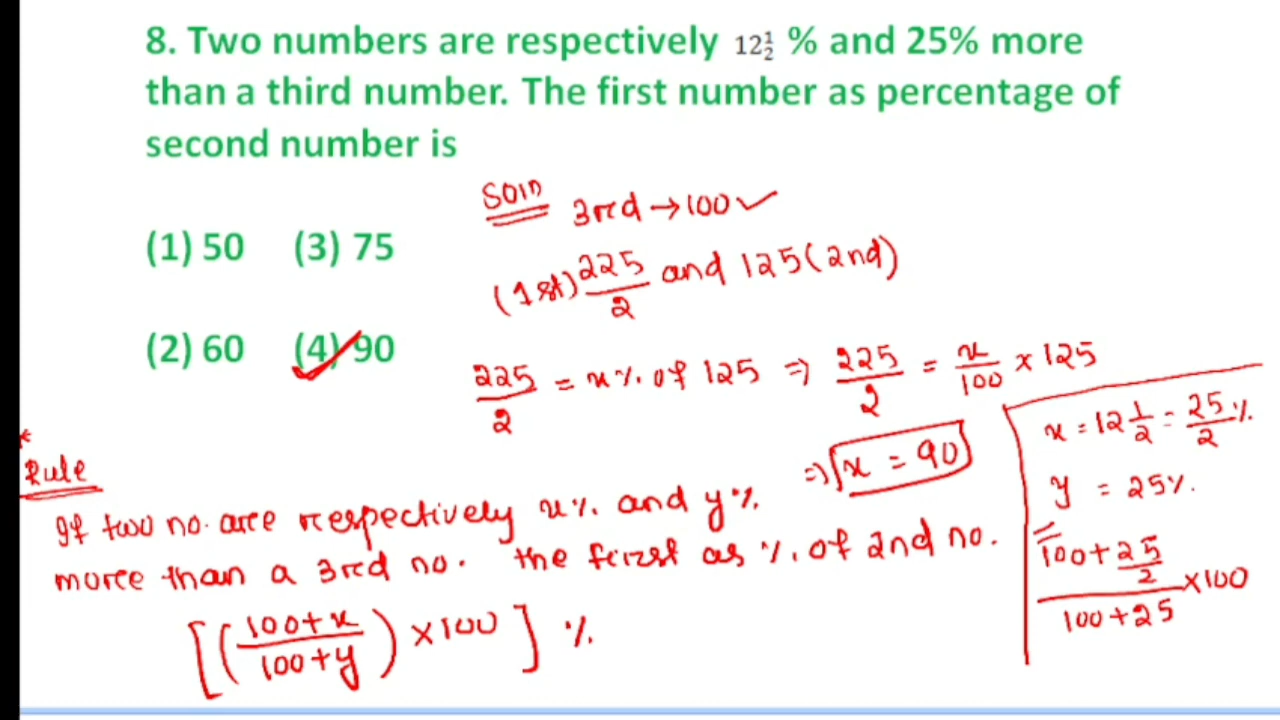 8. Two numbers are respectively 12½ % and 25% more
than a third number. The first number as percentage of
second number is
(1) 50 (3) 75
(2) 60 (4) 90
Soln 3rd → 100 ✓
(1st) 225/2 and 125 (2nd)
225/2 = x% of 125 ⇒ 225/2 = x/100 × 125
⇒ x = 90
x = 12 1/2 = 25/2 %
y = 25%.
(100 + 25/2)/(100 + 25) × 100
* Rule
If two no. are respectively x% and y%
more than a 3rd no. the first as % of 2nd no.
[((100+x)/(100+y)) × 100] %